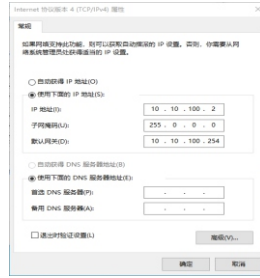 Internet 协议版本 4 (TCP/IPv4) 属性
常规
如果网络支持此功能，则可以获取自动指派的 IP 设置。否则，你需要从网
络系统管理员处获得适当的 IP 设置。
自动获得 IP 地址(O)
使用下面的 IP 地址(S):
IP 地址(I): 10 . 10 . 100 . 2
子网掩码(U): 255 . 0 . 0 . 0
默认网关(D): 10 . 10 . 100 . 254
自动获得 DNS 服务器地址(B)
使用下面的 DNS 服务器地址(E):
首选 DNS 服务器(P): . . .
备用 DNS 服务器(A): . . .
退出时验证设置(L)
高级(V)...
确定 取消